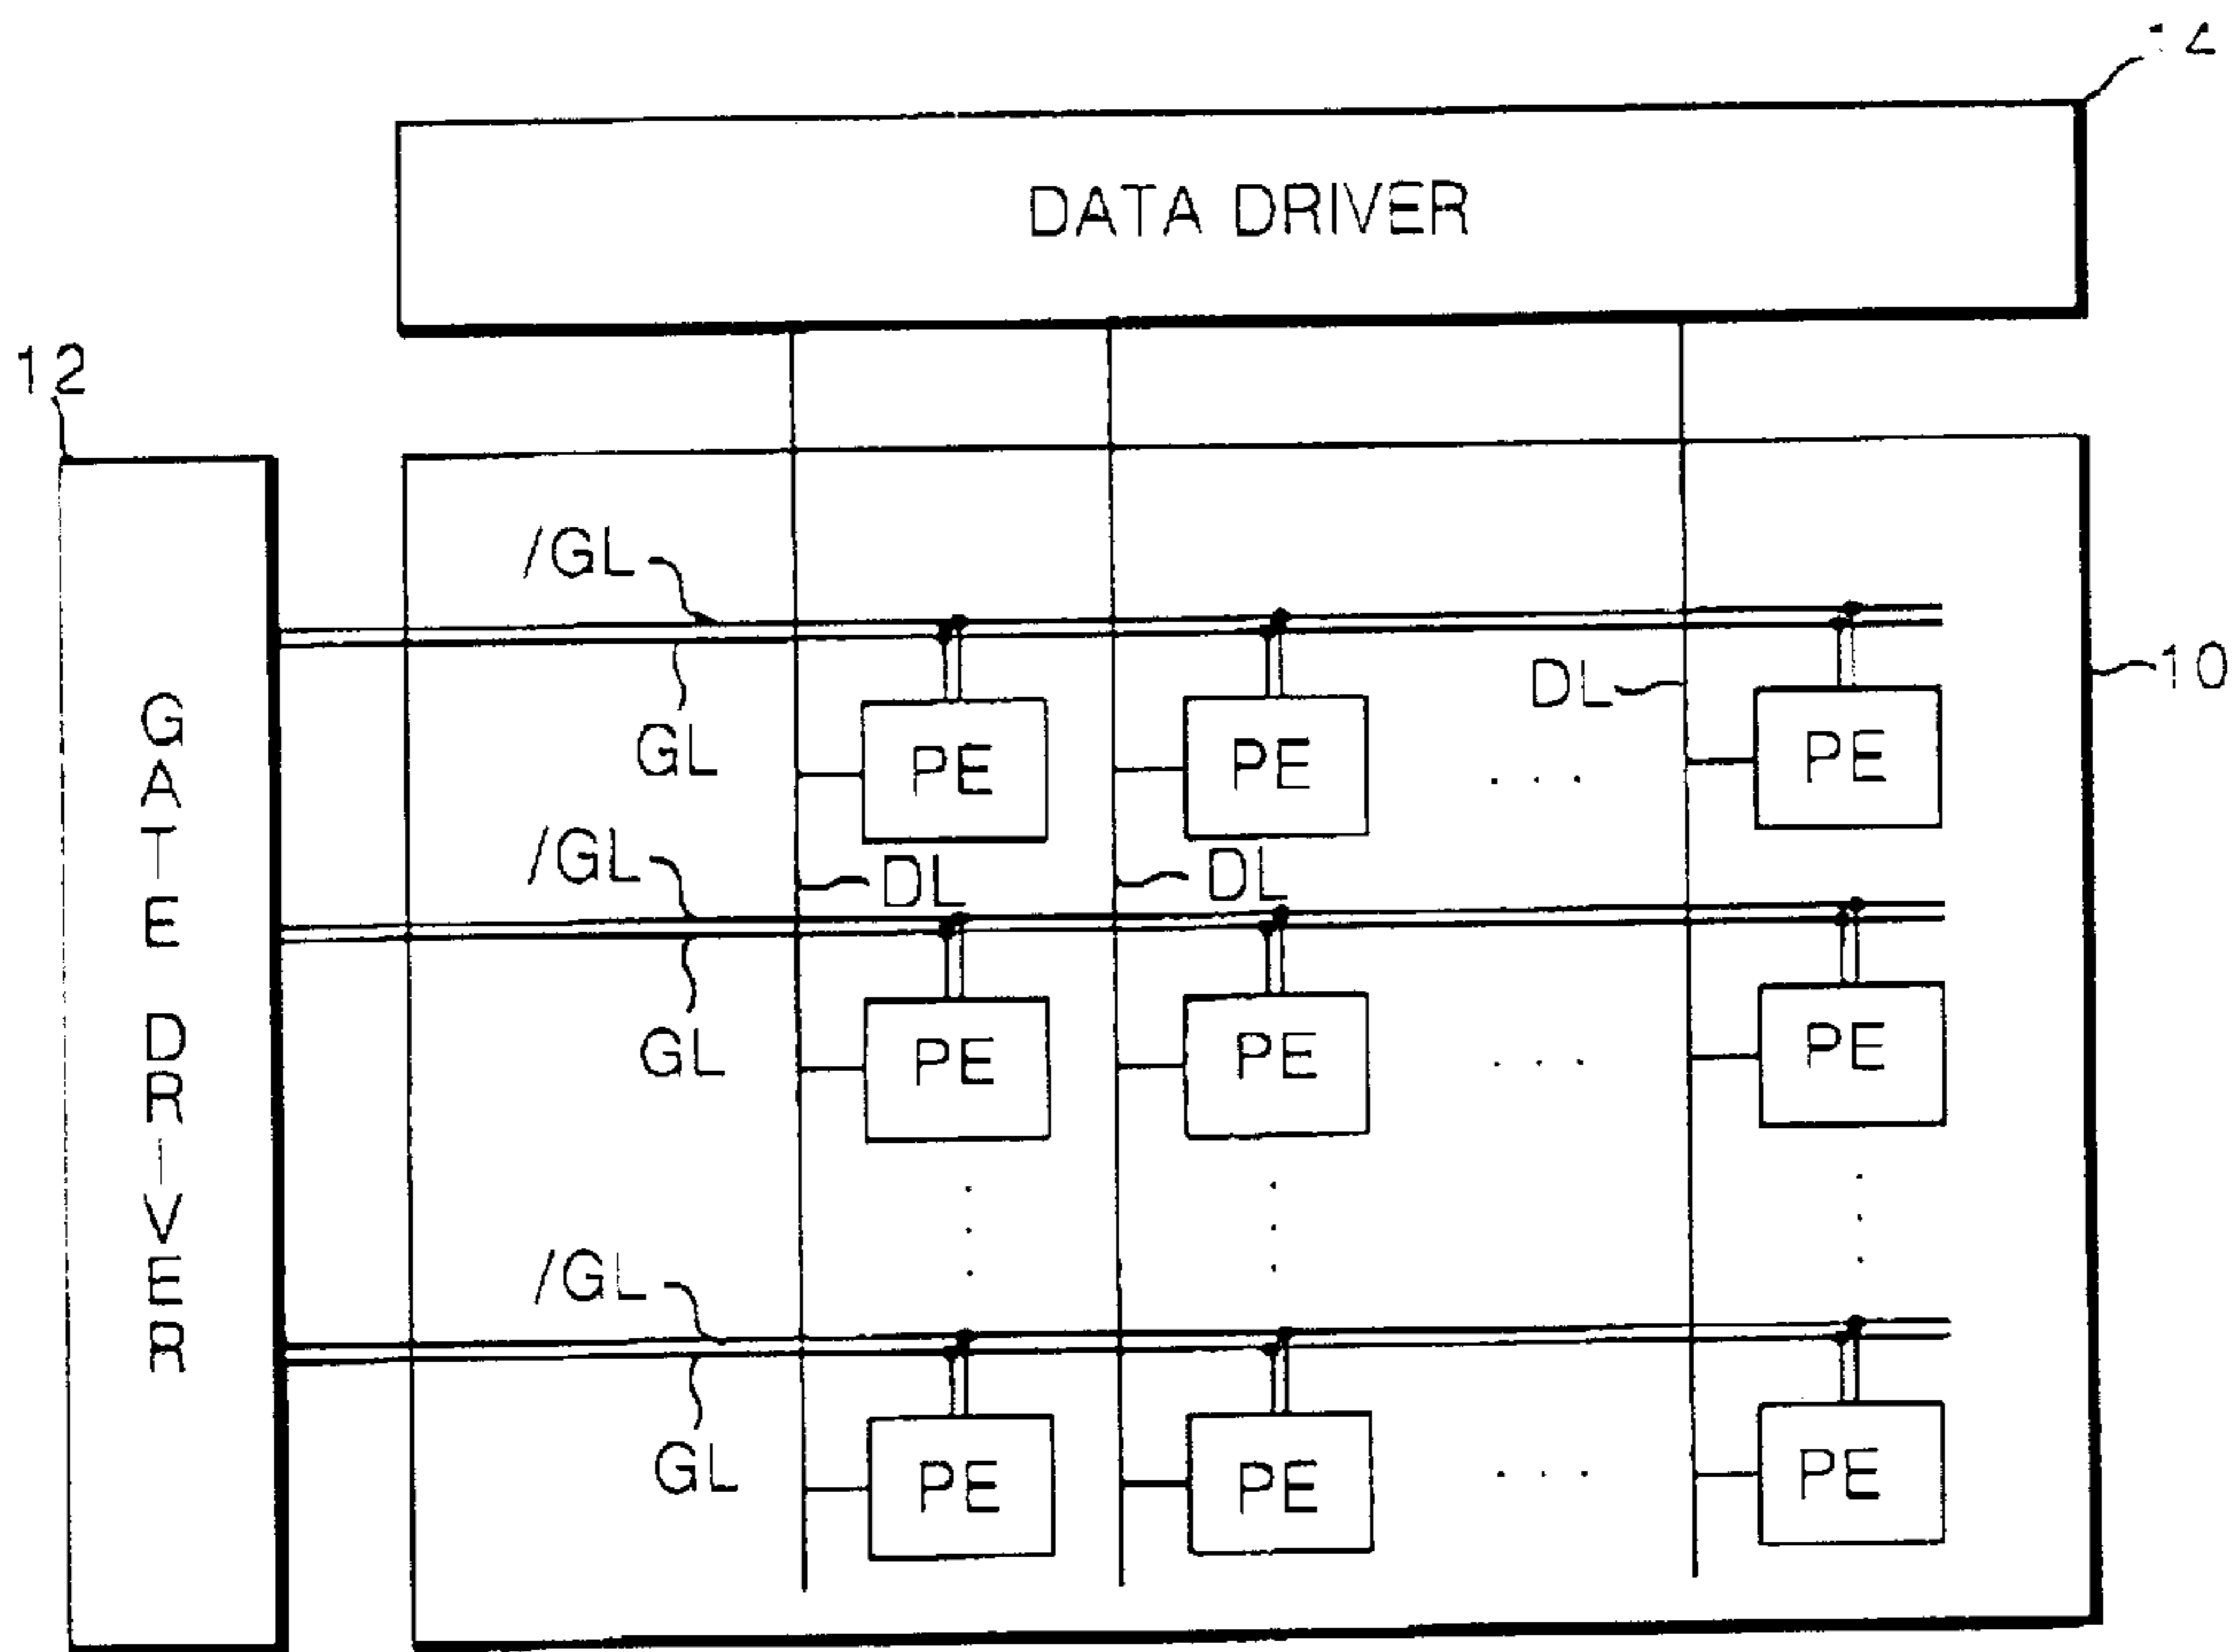 DATA DRIVER
12
/GL
10
DL
GL
PE PE ... PE
/GL
DL
DL
GATE DRIVER
GL
PE PE ... PE
/GL
GL
PE PE ... PE